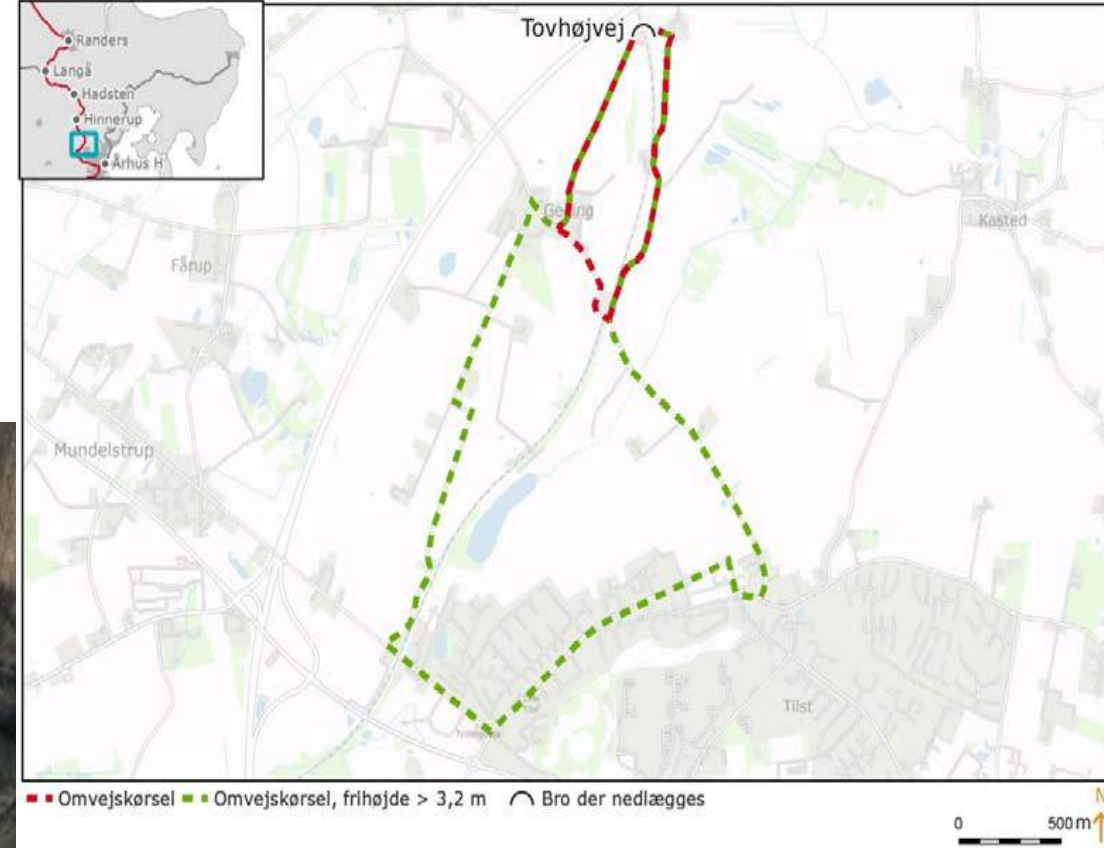 Randers
Langå
Hadsten
Hinnerup
Århus H
Tovhøjvej
Geding
Kasted
Fårup
Mundelstrup
Tilst
Omvejskørsel Omvejskørsel, frihøjde > 3,2 m Bro der nedlægges
N
0 500 m